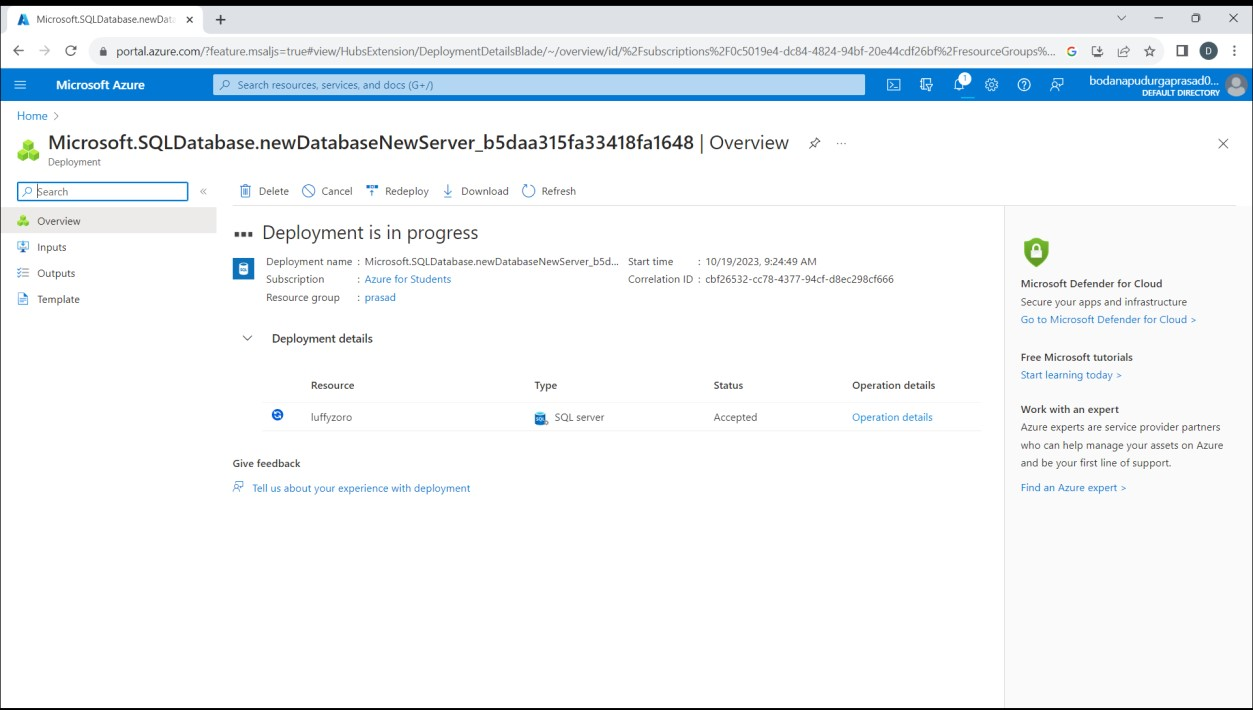 Microsoft.SQLDatabase.newData
portal.azure.com/?feature.msaljs=true#view/HubsExtension/DeploymentDetailsBlade/~/overview/id/%2Fsubscriptions%2F0c5019e4-dc84-4824-94bf-20e44cdf26bf%2FresourceGroups%...
G
D
Microsoft Azure
Search resources, services, and docs (G+/)
1
bodanapudurgaprasad0...
DEFAULT DIRECTORY
Home >
Microsoft.SQLDatabase.newDatabaseNewServer_b5daa315fa33418fa1648 | Overview
...
Deployment
Search
«
Delete
Cancel
Redeploy
Download
Refresh
Overview
Inputs
Outputs
Template
Deployment is in progress
Deployment name : Microsoft.SQLDatabase.newDatabaseNewServer_b5d...
Subscription : Azure for Students
Resource group : prasad
Start time : 10/19/2023, 9:24:49 AM
Correlation ID : cbf26532-cc78-4377-94cf-d8ec298cf666
Deployment details
Resource Type Status Operation details
luffyzoro SQL server Accepted Operation details
Give feedback
Tell us about your experience with deployment
Microsoft Defender for Cloud
Secure your apps and infrastructure
Go to Microsoft Defender for Cloud >
Free Microsoft tutorials
Start learning today >
Work with an expert
Azure experts are service provider partners
who can help manage your assets on Azure
and be your first line of support.
Find an Azure expert >